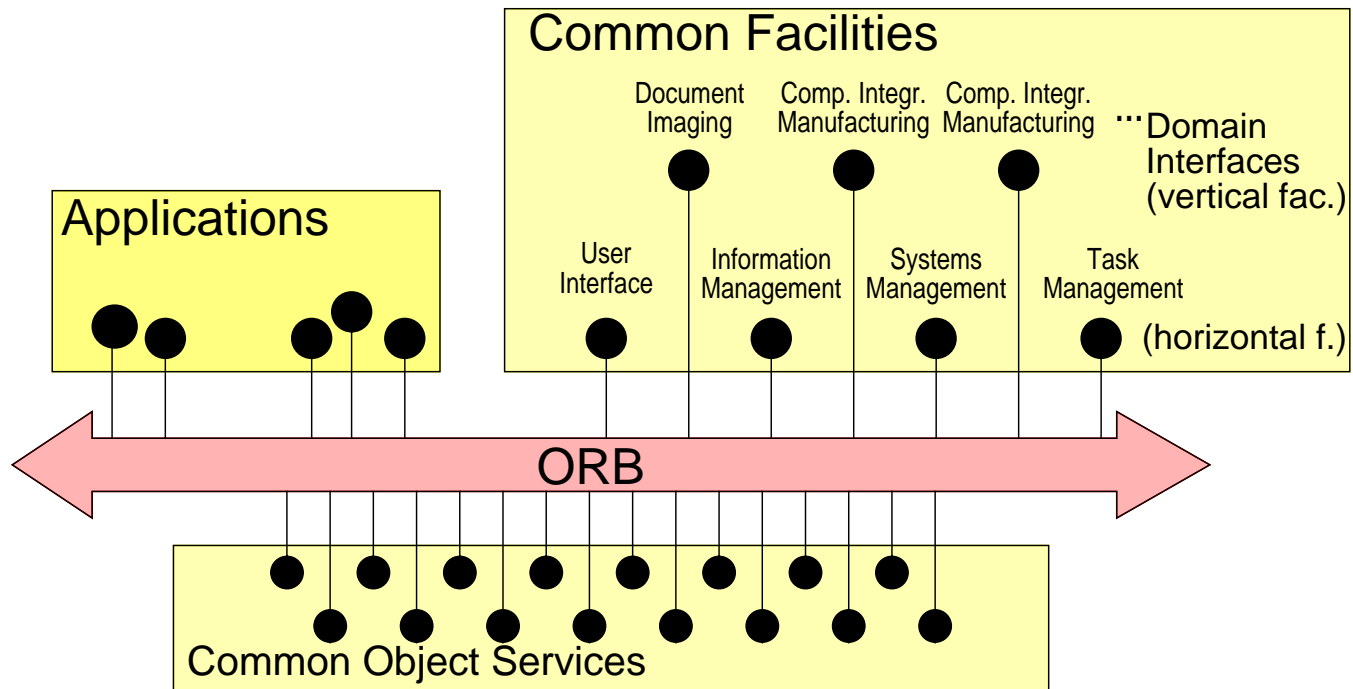 Common Facilities
Document
Imaging
Comp. Integr.
Manufacturing
Comp. Integr.
Manufacturing
...Domain
Interfaces
(vertical fac.)
Applications
User
Interface
Information
Management
Systems
Management
Task
Management
(horizontal f.)
ORB
Common Object Services